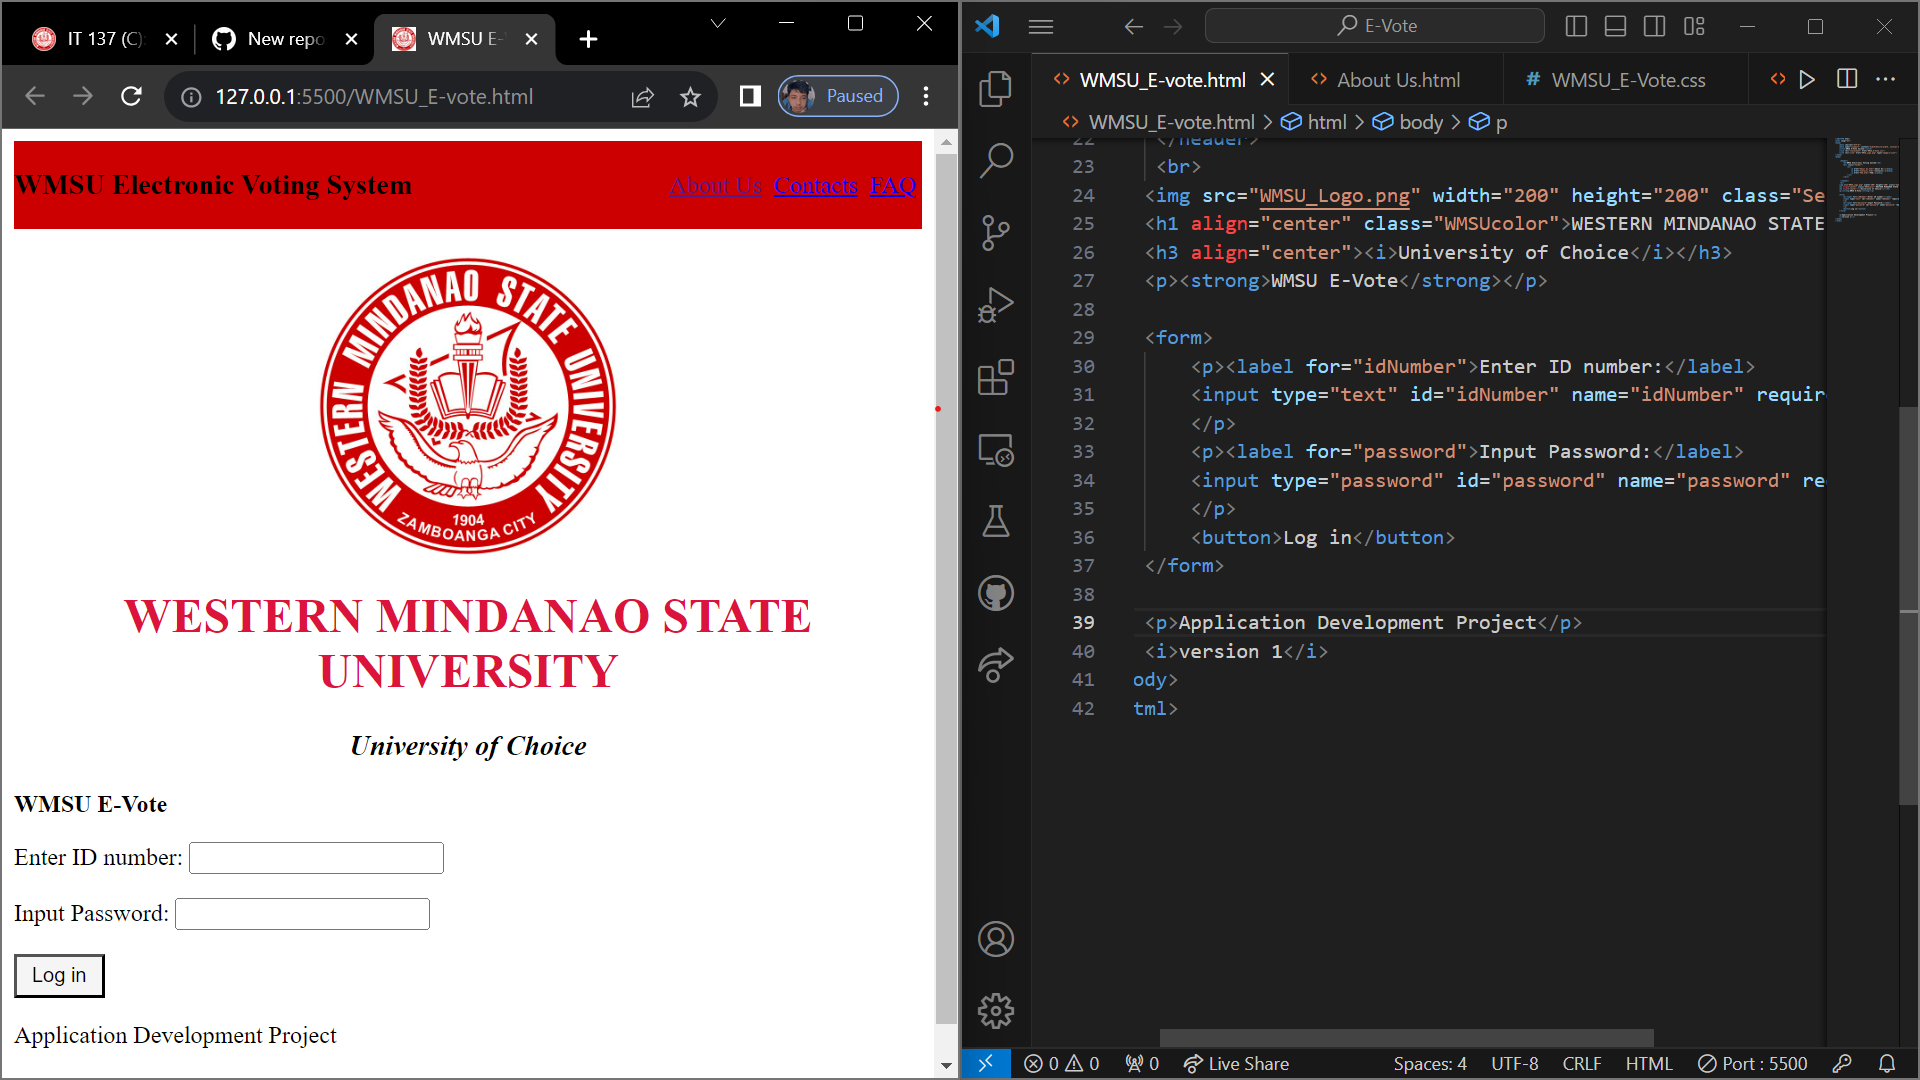 IT 137 (C):
New repo
WMSU E-
127.0.0.1:5500/WMSU_E-vote.html
Paused
WMSU Electronic Voting System
About Us Contacts FAQ
WESTERN MINDANAO STATE UNIVERSITY
1904
ZAMBOANGA CITY
WESTERN MINDANAO STATE
UNIVERSITY
University of Choice
WMSU E-Vote
Enter ID number:
Input Password:
Log in
Application Development Project
E-Vote
WMSU_E-vote.html
About Us.html
# WMSU_E-Vote.css
WMSU_E-vote.html > html > body > p
22 </header>
23 <br>
24 <img src="WMSU_Logo.png" width="200" height="200" class="Se
25 <h1 align="center" class="WMSUcolor">WESTERN MINDANAO STATE
26 <h3 align="center"><i>University of Choice</i></h3>
27 <p><strong>WMSU E-Vote</strong></p>
28
29 <form>
30 <p><label for="idNumber">Enter ID number:</label>
31 <input type="text" id="idNumber" name="idNumber" requir
32 </p>
33 <p><label for="password">Input Password:</label>
34 <input type="password" id="password" name="password" re
35 </p>
36 <button>Log in</button>
37 </form>
38
39 <p>Application Development Project</p>
40 <i>version 1</i>
41 ody>
42 tml>
0 0 0 Live Share Spaces: 4 UTF-8 CRLF HTML Port : 5500